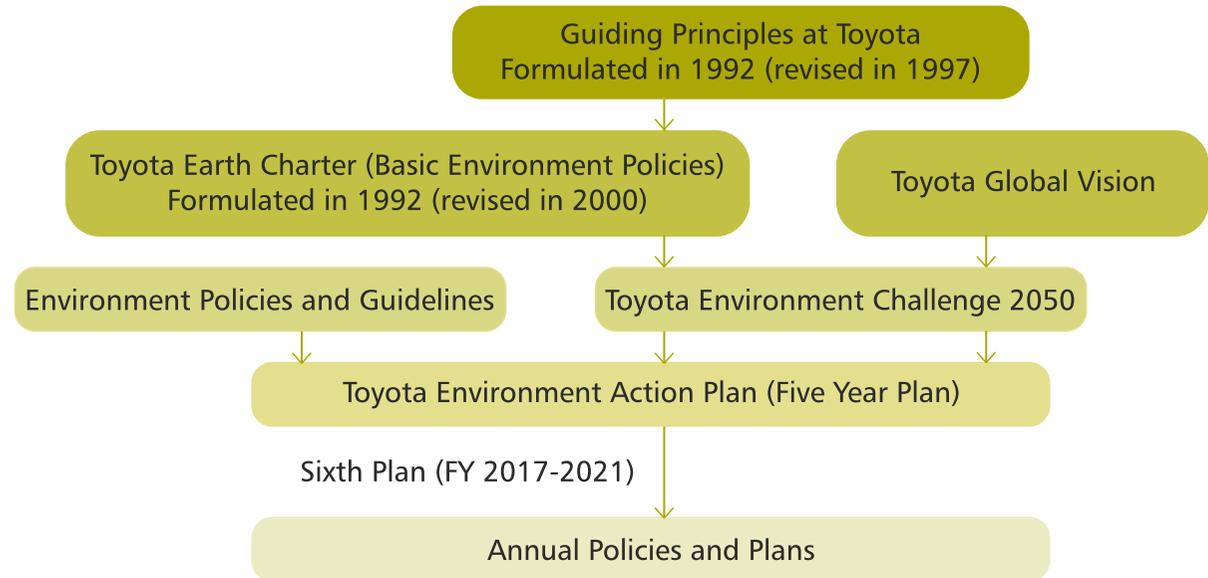 Guiding Principles at Toyota
Formulated in 1992 (revised in 1997)
Toyota Earth Charter (Basic Environment Policies)
Formulated in 1992 (revised in 2000)
Toyota Global Vision
Environment Policies and Guidelines
Toyota Environment Challenge 2050
Toyota Environment Action Plan (Five Year Plan)
Sixth Plan (FY 2017-2021)
Annual Policies and Plans